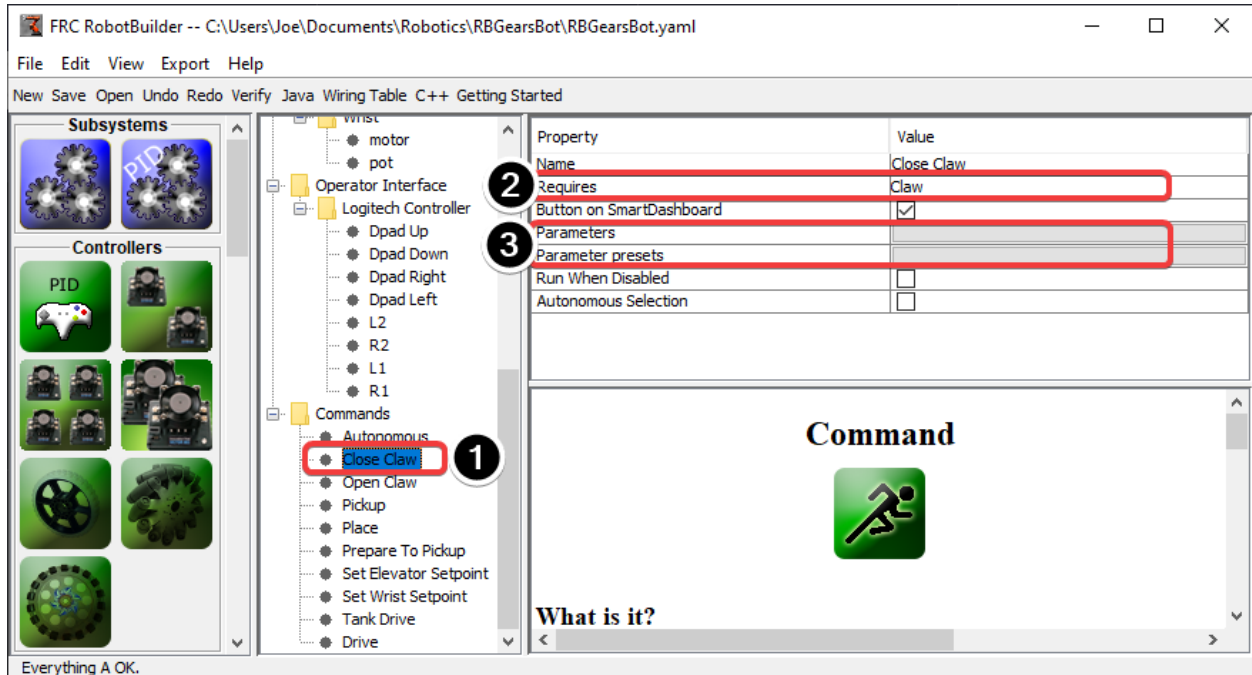 FRC RobotBuilder -- C:\Users\Joe\Documents\Robotics\RBGearsBot\RBGearsBot.yaml
File Edit View Export Help
New Save Open Undo Redo Verify Java Wiring Table C++ Getting Started
Subsystems
PID
Controllers
PID
Wrist
motor
pot
Operator Interface
Logitech Controller
Dpad Up
Dpad Down
Dpad Right
Dpad Left
L2
R2
L1
R1
Commands
Autonomous
Close Claw
1
Open Claw
Pickup
Place
Prepare To Pickup
Set Elevator Setpoint
Set Wrist Setpoint
Tank Drive
Drive
Property Value
Name Close Claw
2 Requires Claw
Button on SmartDashboard
3 Parameters
Parameter presets
Run When Disabled
Autonomous Selection
Command
What is it?
Everything A OK.